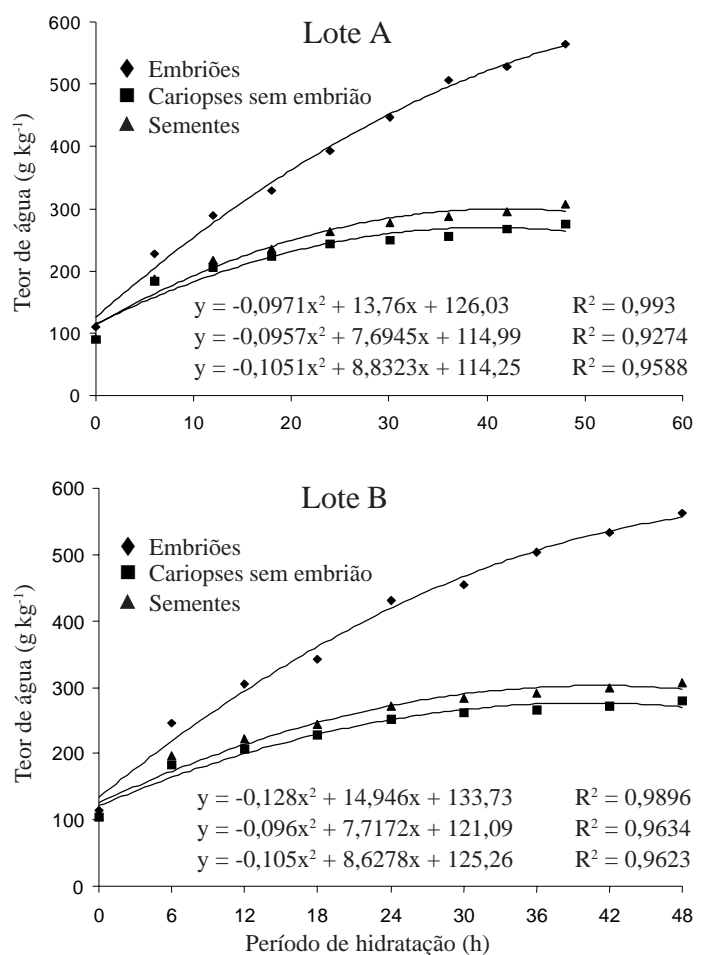 Lote A
Embriões
Cariopses sem embrião
Sementes
Teor de água (g kg⁻¹)
600
500
400
300
200
100
0
y = -0,0971x² + 13,76x + 126,03 R² = 0,993
y = -0,0957x² + 7,6945x + 114,99 R² = 0,9274
y = -0,1051x² + 8,8323x + 114,25 R² = 0,9588
0 10 20 30 40 50 60
Lote B
Embriões
Cariopses sem embrião
Sementes
Teor de água (g kg⁻¹)
600
500
400
300
200
100
0
y = -0,128x² + 14,946x + 133,73 R² = 0,9896
y = -0,096x² + 7,7172x + 121,09 R² = 0,9634
y = -0,105x² + 8,6278x + 125,26 R² = 0,9623
0 6 12 18 24 30 36 42 48
Período de hidratação (h)